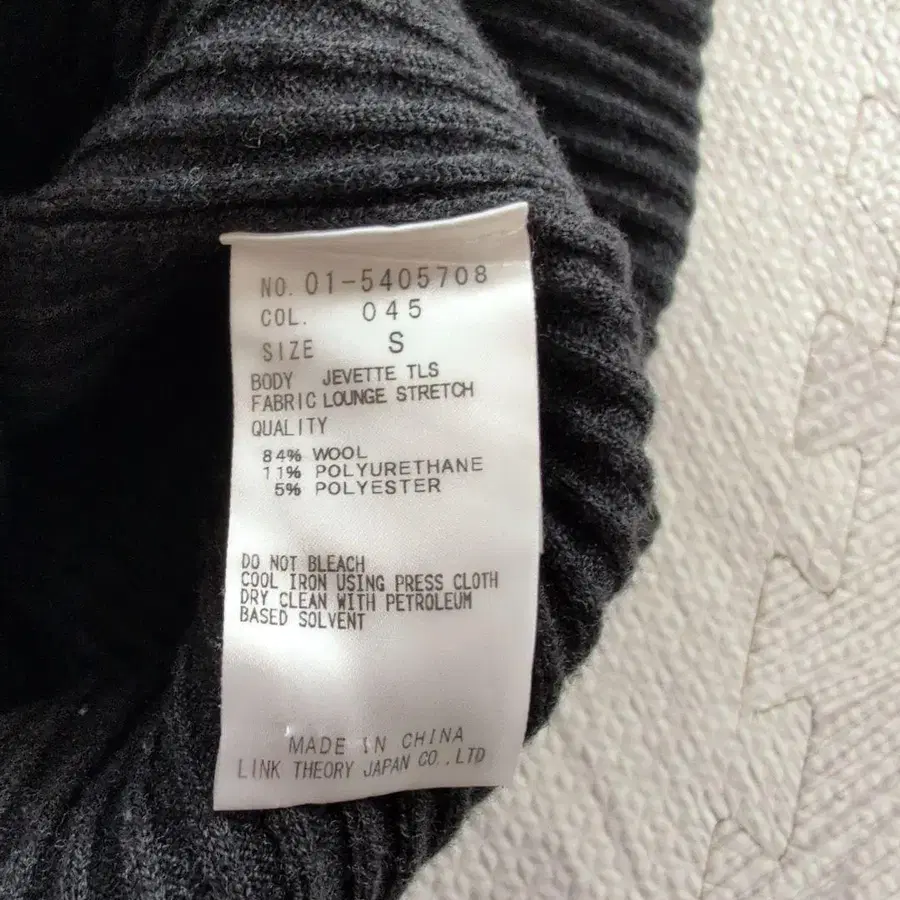 NO. 01-5405708
COL. 045
SIZE S
BODY JEVETTE TLS
FABRIC LOUNGE STRETCH
QUALITY
84% WOOL
11% POLYURETHANE
5% POLYESTER
DO NOT BLEACH
COOL IRON USING PRESS CLOTH
DRY CLEAN WITH PETROLEUM
BASED SOLVENT
MADE IN CHINA
LINK THEORY JAPAN CO.,LTD